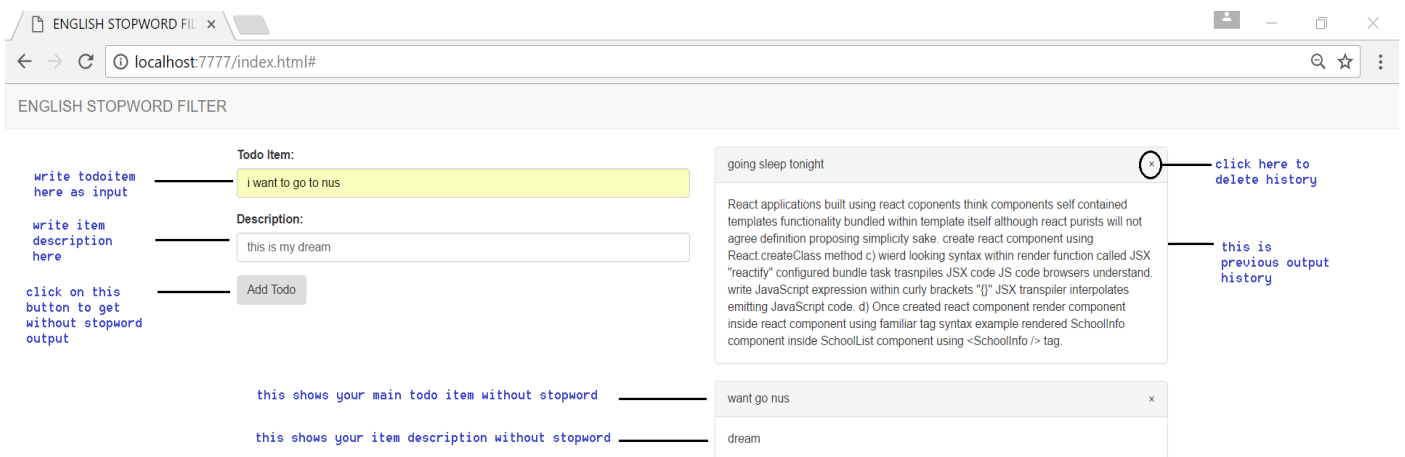 ENGLISH STOPWORD FIL
localhost:7777/index.html#
ENGLISH STOPWORD FILTER
write todoitem
here as input
Todo Item:
i want to go to nus
write item
description
here
Description:
this is my dream
click on this
button to get
without stopword
output
Add Todo
going sleep tonight
×
click here to
delete history
React applications built using react coponents think components self contained
templates functionality bundled within template itself although react purists will not
agree definition proposing simplicity sake. create react component using
React.createClass method c) wierd looking syntax within render function called JSX
"reactify" configured bundle task trasnpiles JSX code JS code browsers understand.
write JavaScript expression within curly brackets "{}" JSX transpiler interpolates
emitting JavaScript code. d) Once created react component render component
inside react component using familiar tag syntax example rendered SchoolInfo
component inside SchoolList component using <SchoolInfo /> tag.
this is
previous output
history
this shows your main todo item without stopword
want go nus
×
this shows your item description without stopword
dream